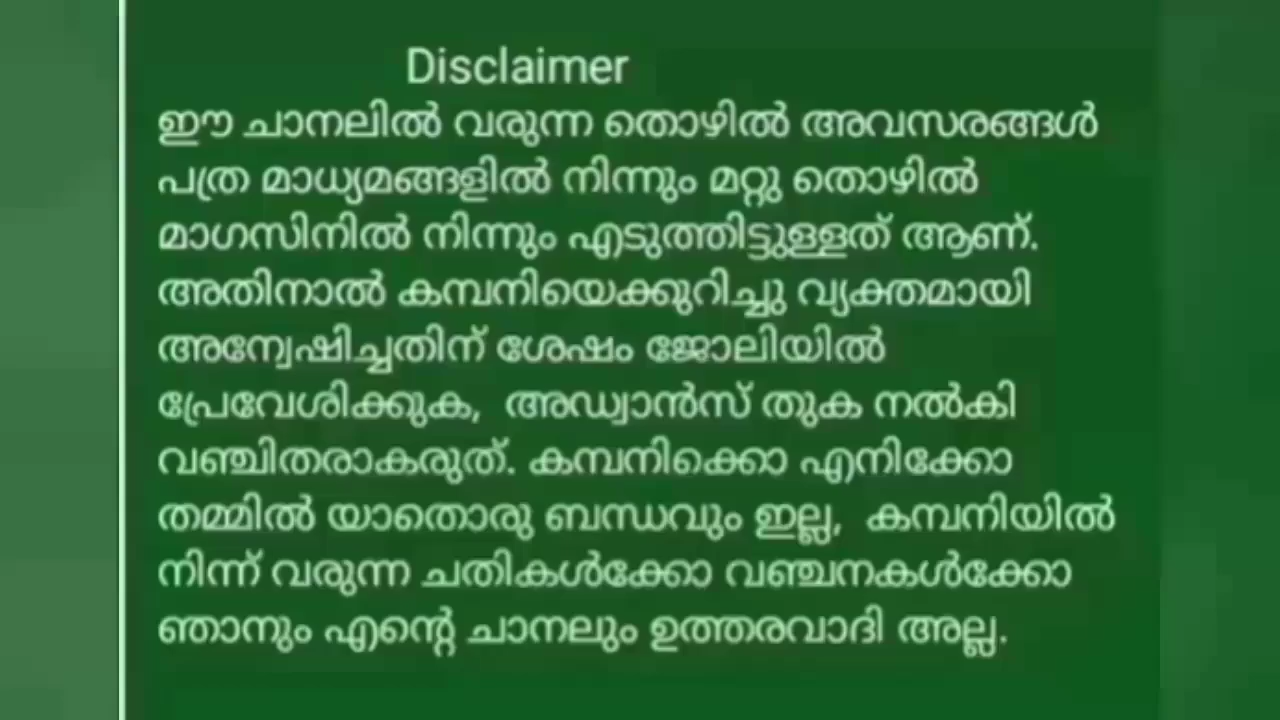 Disclaimer
ഈ ചാനലിൽ വരുന്ന തൊഴിൽ അവസരങ്ങൾ
പത്ര മാധ്യമങ്ങളിൽ നിന്നും മറ്റു തൊഴിൽ
മാഗസിനിൽ നിന്നും എടുത്തിട്ടുള്ളത് ആണ്.
അതിനാൽ കമ്പനിയെക്കുറിച്ചു വ്യക്തമായി
അന്വേഷിച്ചതിന് ശേഷം ജോലിയിൽ
പ്രേവേശിക്കുക, അഡ്വാൻസ് തുക നൽകി
വഞ്ചിതരാകരുത്. കമ്പനിക്കൊ എനിക്കോ
തമ്മിൽ യാതൊരു ബന്ധവും ഇല്ല, കമ്പനിയിൽ
നിന്ന് വരുന്ന ചതികൾക്കോ വഞ്ചനകൾക്കോ
ഞാനും എന്റെ ചാനലും ഉത്തരവാദി അല്ല.